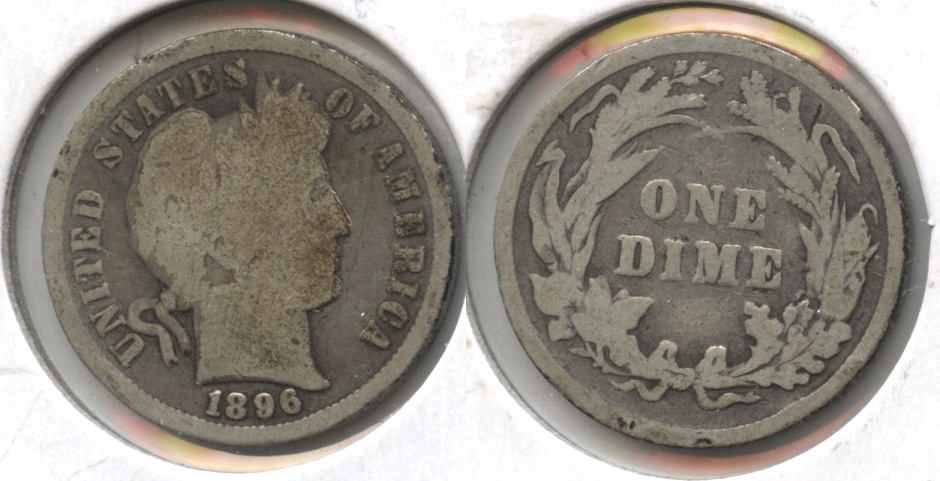 UNITED STATES OF AMERICA
1896
ONE
DIME